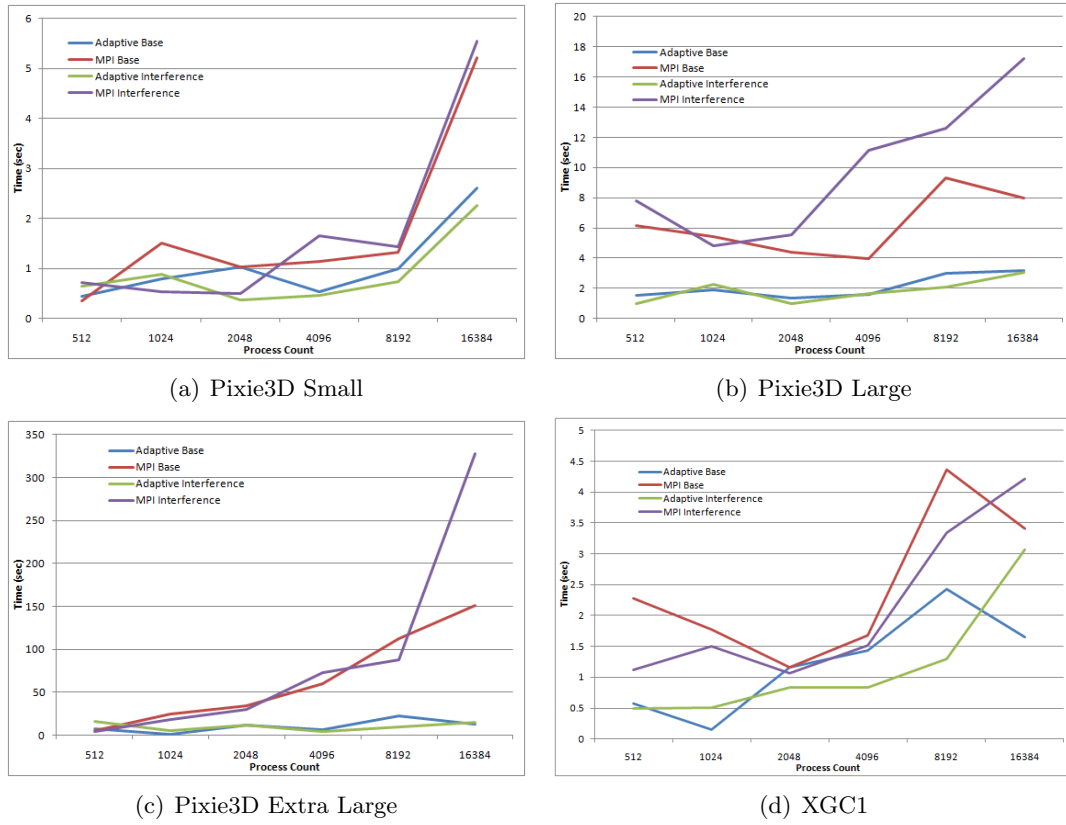 6
5
4
3
2
1
0
Time (sec)
Adaptive Base
MPI Base
Adaptive Interference
MPI Interference
512 1024 2048 4096 8192 16384
Process Count
(a) Pixie3D Small
20
18
16
14
12
10
8
6
4
2
0
Time (sec)
Adaptive Base
MPI Base
Adaptive Interference
MPI Interference
512 1024 2048 4096 8192 16384
Process Count
(b) Pixie3D Large
350
300
250
200
150
100
50
0
Time (sec)
Adaptive Base
MPI Base
Adaptive Interference
MPI Interference
512 1024 2048 4096 8192 16384
Process Count
(c) Pixie3D Extra Large
5
4.5
4
3.5
3
2.5
2
1.5
1
0.5
0
Time (sec)
Adaptive Base
MPI Base
Adaptive Interference
MPI Interference
512 1024 2048 4096 8192 16384
Process Count
(d) XGC1